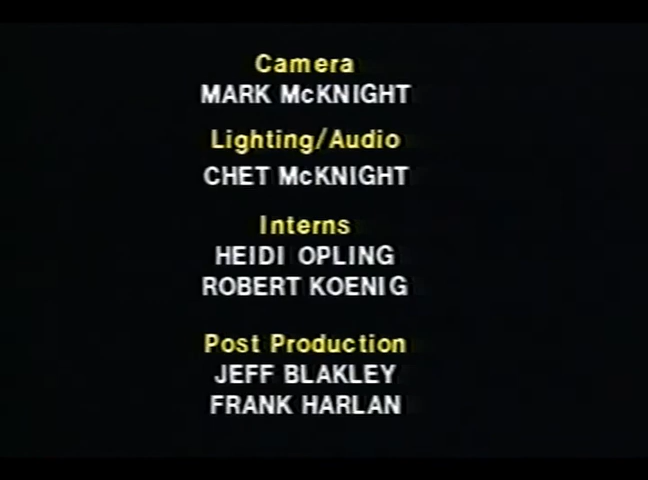 Camera
MARK McKNIGHT
Lighting/Audio
CHET McKNIGHT
Interns
HEIDI OPLING
ROBERT KOENIG
Post Production
JEFF BLAKLEY
FRANK HARLAN